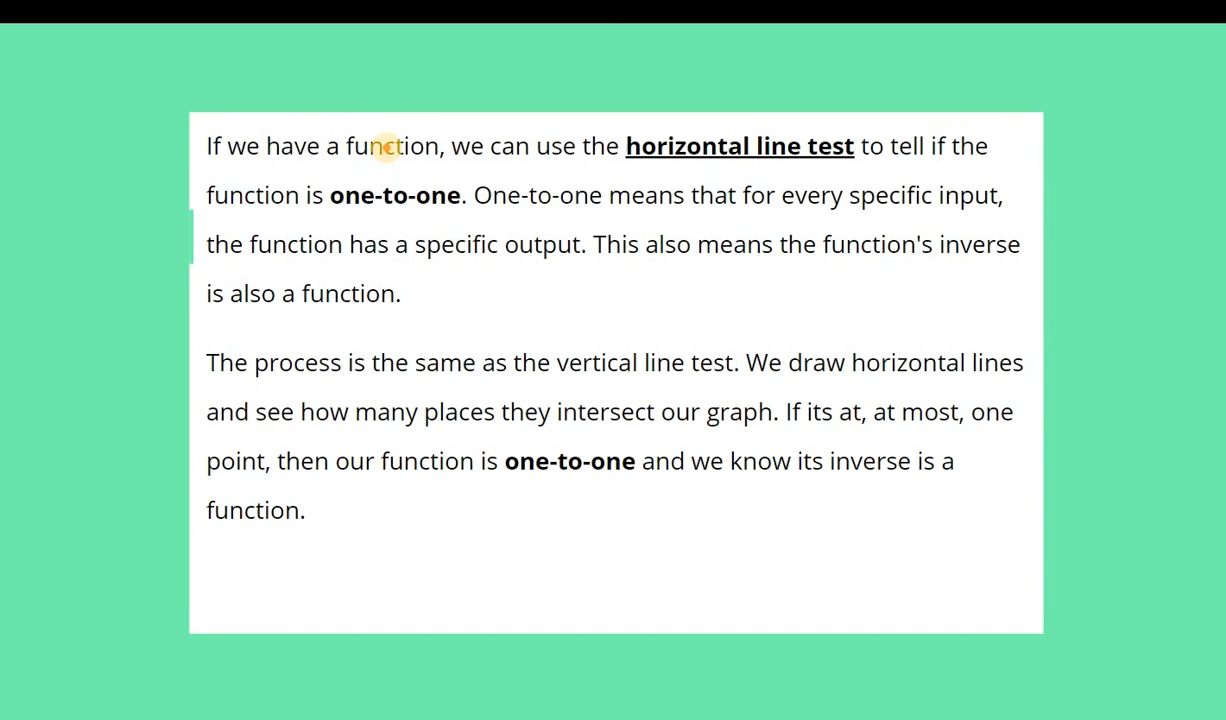 If we have a function, we can use the horizontal line test to tell if the
function is one-to-one. One-to-one means that for every specific input,
the function has a specific output. This also means the function's inverse
is also a function.
The process is the same as the vertical line test. We draw horizontal lines
and see how many places they intersect our graph. If its at, at most, one
point, then our function is one-to-one and we know its inverse is a
function.